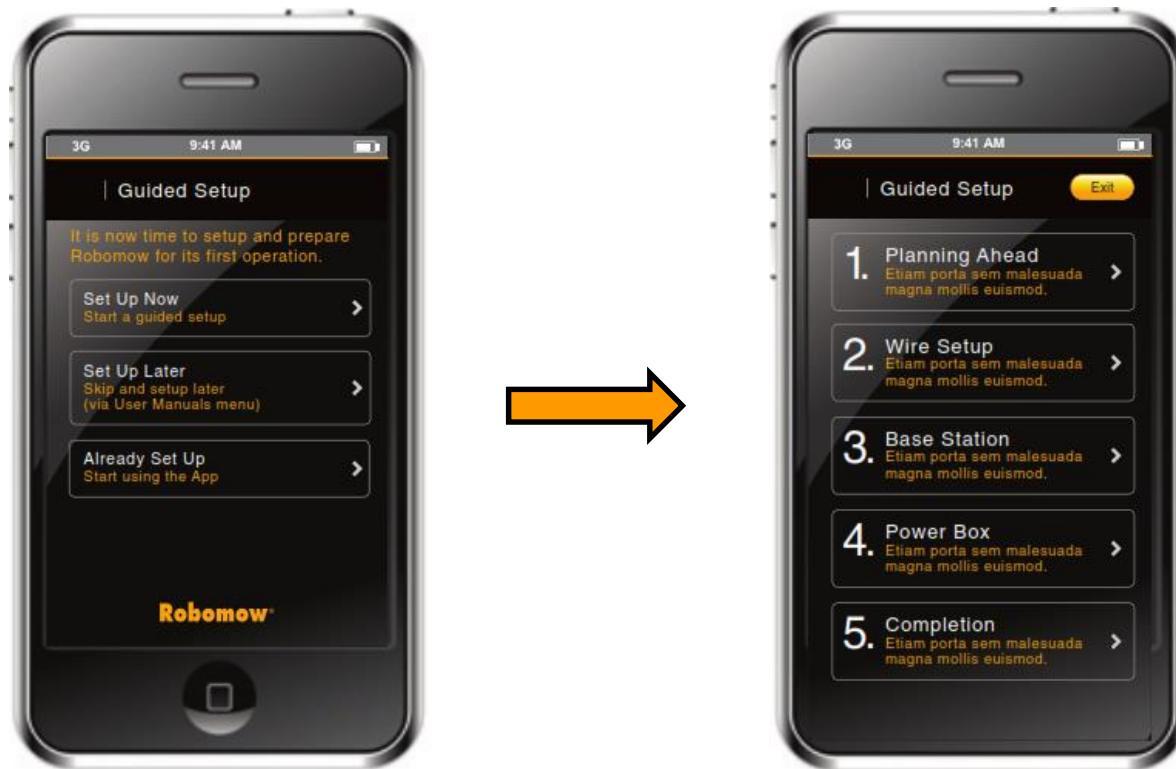 3G 9:41 AM
Guided Setup
It is now time to setup and prepare
Robomow for its first operation.
Set Up Now
Start a guided setup
Set Up Later
Skip and setup later
(via User Manuals menu)
Already Set Up
Start using the App
Robomow
3G 9:41 AM
Guided Setup Exit
1. Planning Ahead
Etiam porta sem malesuada
magna mollis euismod.
2. Wire Setup
Etiam porta sem malesuada
magna mollis euismod.
3. Base Station
Etiam porta sem malesuada
magna mollis euismod.
4. Power Box
Etiam porta sem malesuada
magna mollis euismod.
5. Completion
Etiam porta sem malesuada
magna mollis euismod.